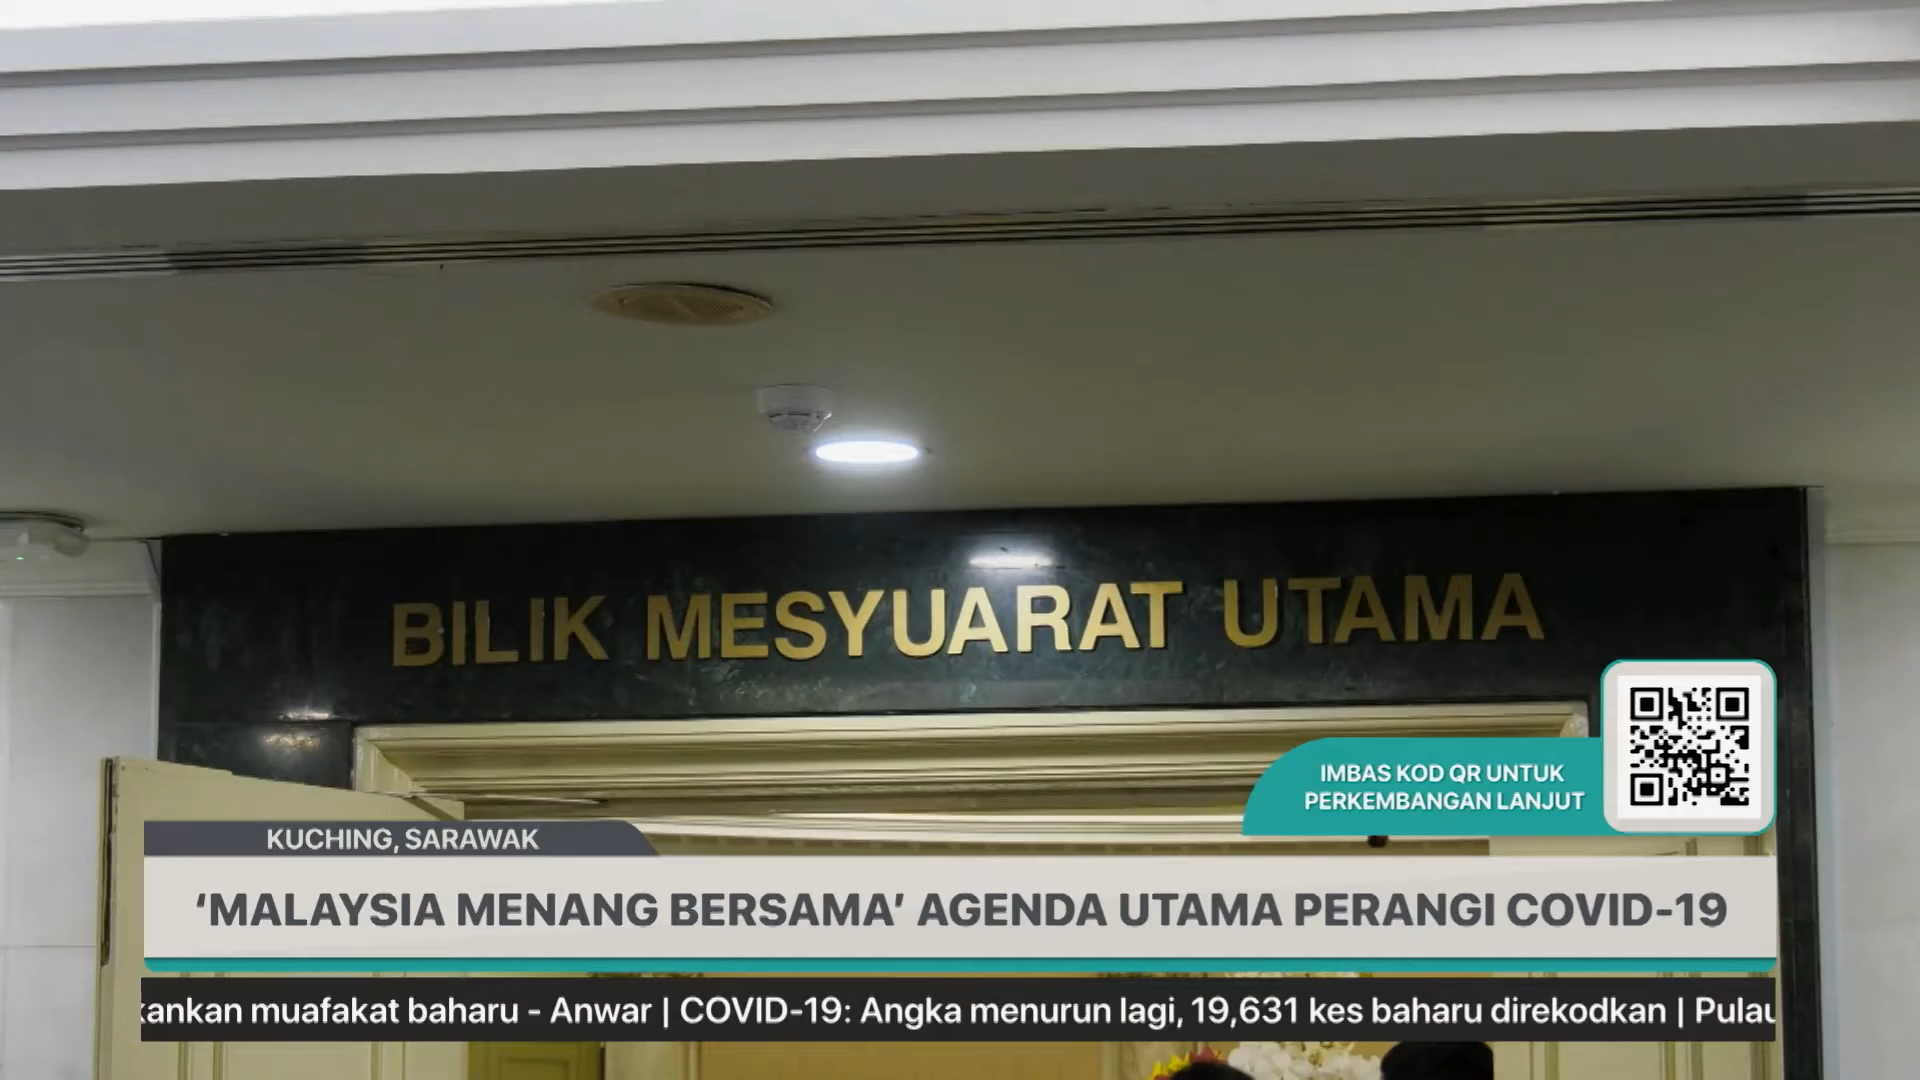 BILIK MESYUARAT UTAMA
IMBAS KOD QR UNTUK
PERKEMBANGAN LANJUT
KUCHING, SARAWAK
‘MALAYSIA MENANG BERSAMA’ AGENDA UTAMA PERANGI COVID-19
muafakat baharu - Anwar | COVID-19: Angka menurun lagi, 19,631 kes baharu direkodkan |